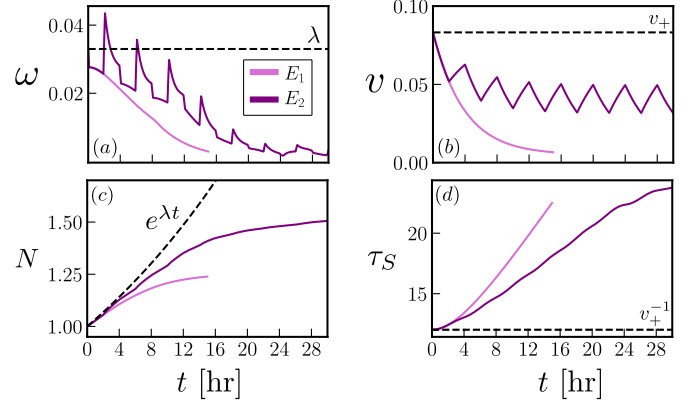 0.04
0.02
ω
λ
E₁
E₂
(a)
0.10
0.05
0.00
v
v₊
(b)
1.50
1.25
1.00
N
(c)
e^{λt}
0 4 8 12 16 20 24 28
t [hr]
20
15
τ_S
(d)
v₊⁻¹
0 4 8 12 16 20 24 28
t [hr]